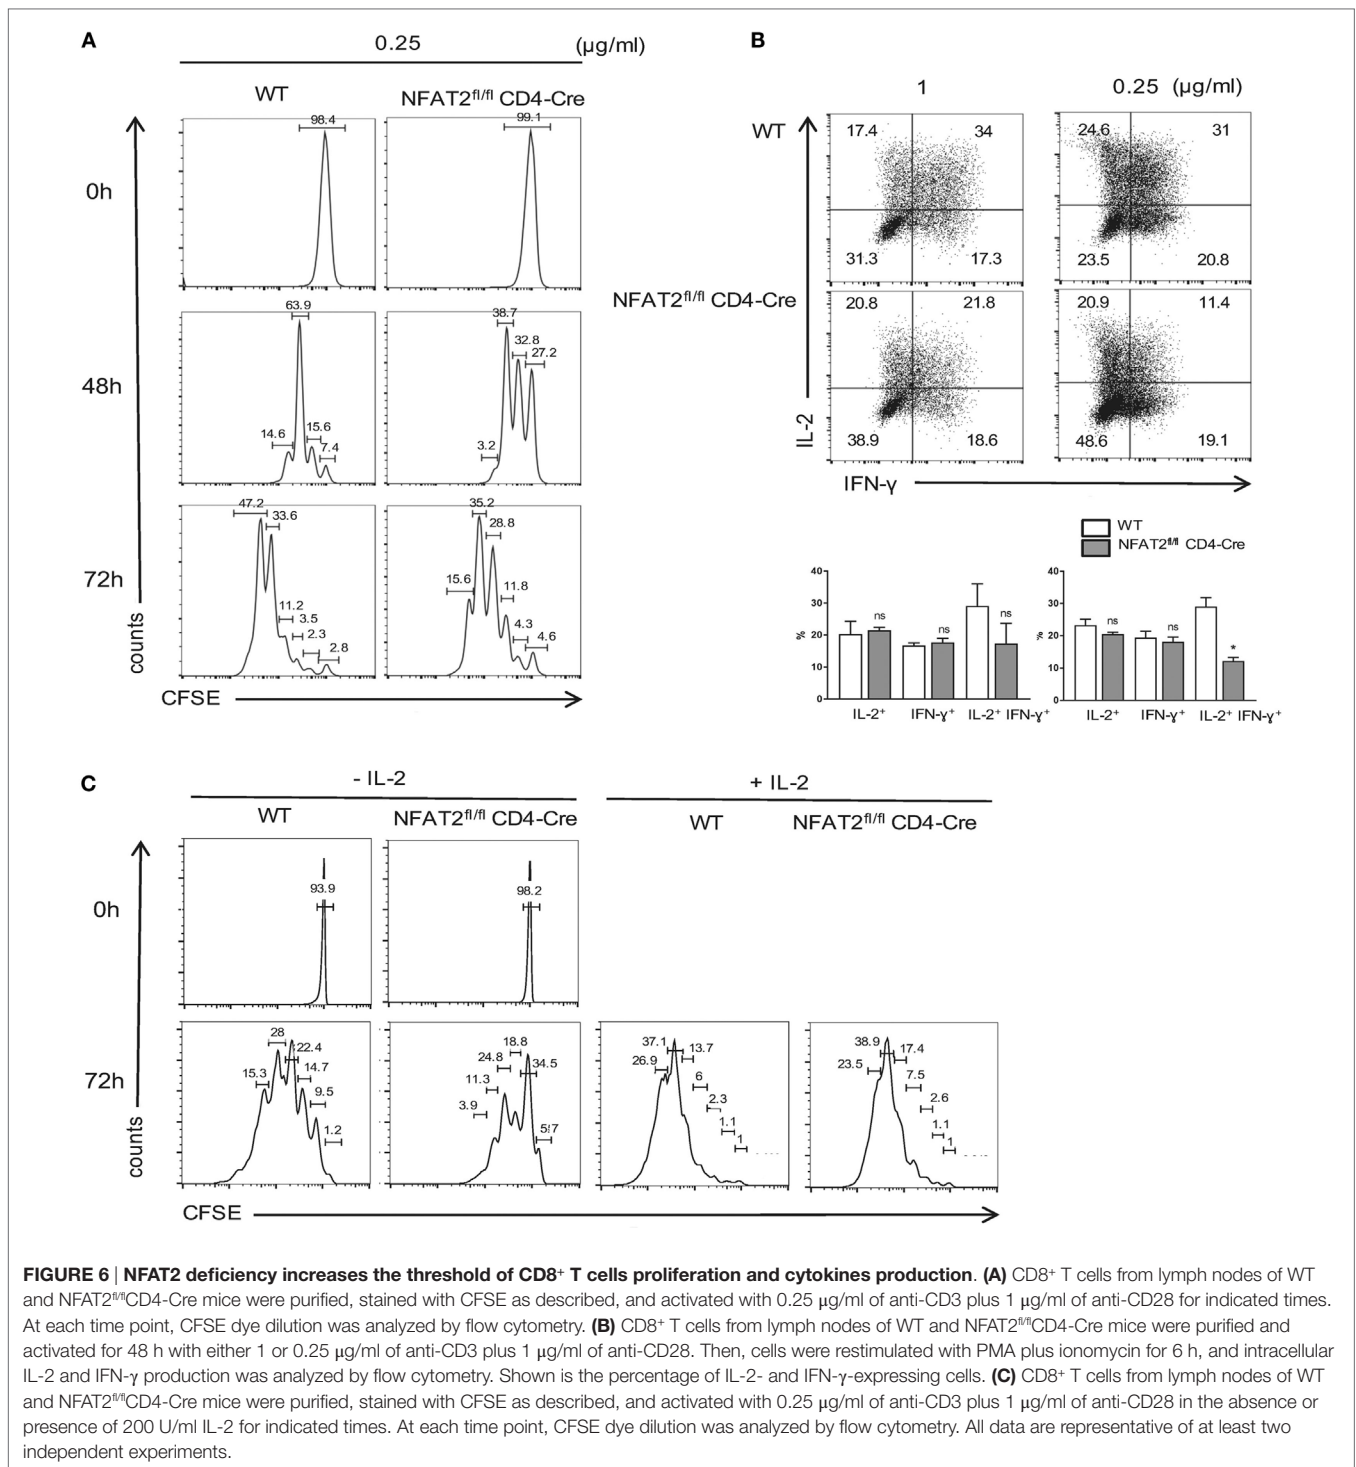 A
0.25 (µg/ml)
WT NFAT2fl/fl CD4-Cre
98.4 99.1
0h
63.9 38.7
32.8
27.2
48h
14.6 15.6
7.4
3.2
47.2 33.6
35.2
28.8
72h
15.6 11.8
11.2
3.5
2.3
2.8
4.3
4.6
counts
CFSE
B
1 0.25 (µg/ml)
WT
17.4 34 24.6 31
31.3 17.3 23.5 20.8
NFAT2fl/fl CD4-Cre
20.8 21.8 20.9 11.4
38.9 18.6 48.6 19.1
IL-2
IFN-γ
WT
NFAT2fl/fl CD4-Cre
40 40
30 30
20 20
10 10
0 0
%
ns ns ns
ns ns *
IL-2+ IFN-γ+ IL-2+ IFN-γ+
IL-2+ IFN-γ+ IL-2+ IFN-γ+
C
- IL-2 + IL-2
WT NFAT2fl/fl CD4-Cre WT NFAT2fl/fl CD4-Cre
0h
93.9 98.2
72h
15.3 28 22.4 14.7 9.5 1.2
3.9 11.3 24.8 18.8 34.5 5.7
26.9 37.1 13.7 6 2.3 1.1 1
23.5 38.9 17.4 7.5 2.6 1.1 1
counts
CFSE
FIGURE 6 | NFAT2 deficiency increases the threshold of CD8+ T cells proliferation and cytokines production. (A) CD8+ T cells from lymph nodes of WT
and NFAT2fl/flCD4-Cre mice were purified, stained with CFSE as described, and activated with 0.25 µg/ml of anti-CD3 plus 1 µg/ml of anti-CD28 for indicated times.
At each time point, CFSE dye dilution was analyzed by flow cytometry. (B) CD8+ T cells from lymph nodes of WT and NFAT2fl/flCD4-Cre mice were purified and
activated for 48 h with either 1 or 0.25 µg/ml of anti-CD3 plus 1 µg/ml of anti-CD28. Then, cells were restimulated with PMA plus ionomycin for 6 h, and intracellular
IL-2 and IFN-γ production was analyzed by flow cytometry. Shown is the percentage of IL-2- and IFN-γ-expressing cells. (C) CD8+ T cells from lymph nodes of WT
and NFAT2fl/flCD4-Cre mice were purified, stained with CFSE as described, and activated with 0.25 µg/ml of anti-CD3 plus 1 µg/ml of anti-CD28 in the absence or
presence of 200 U/ml IL-2 for indicated times. At each time point, CFSE dye dilution was analyzed by flow cytometry. All data are representative of at least two
independent experiments.